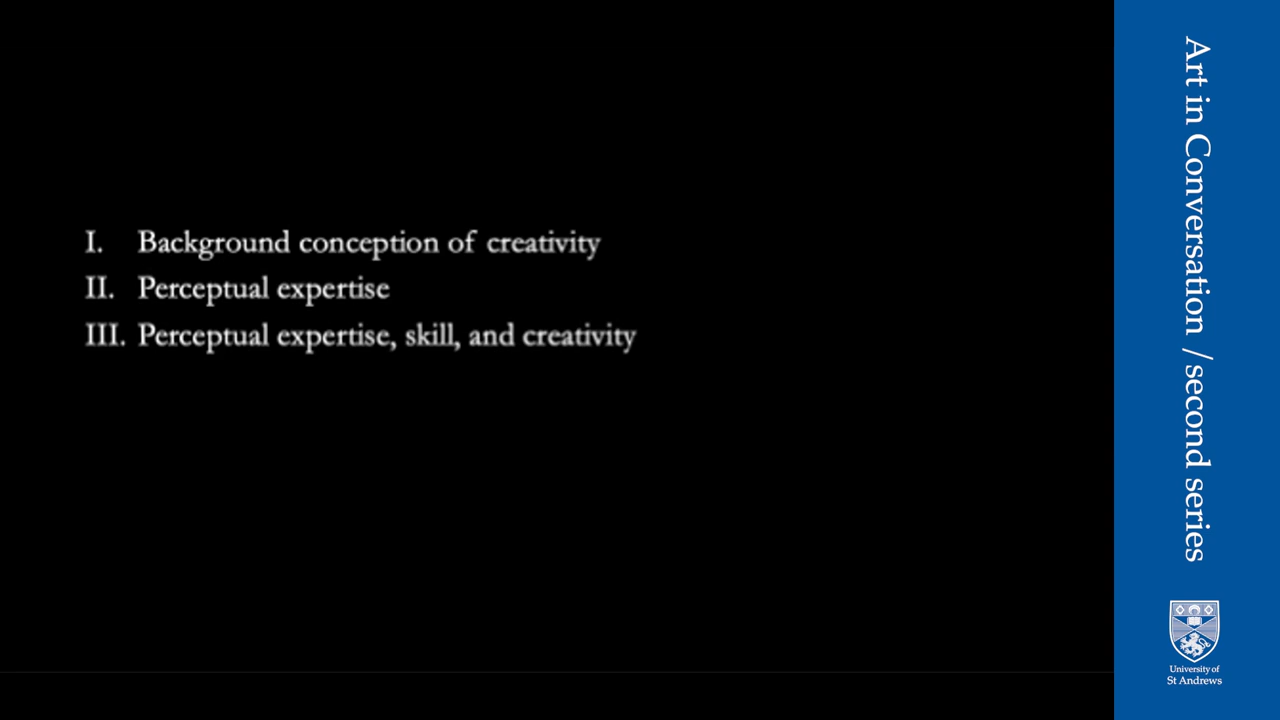 I. Background conception of creativity
II. Perceptual expertise
III. Perceptual expertise, skill, and creativity
Art in Conversation / second series
University of
St Andrews